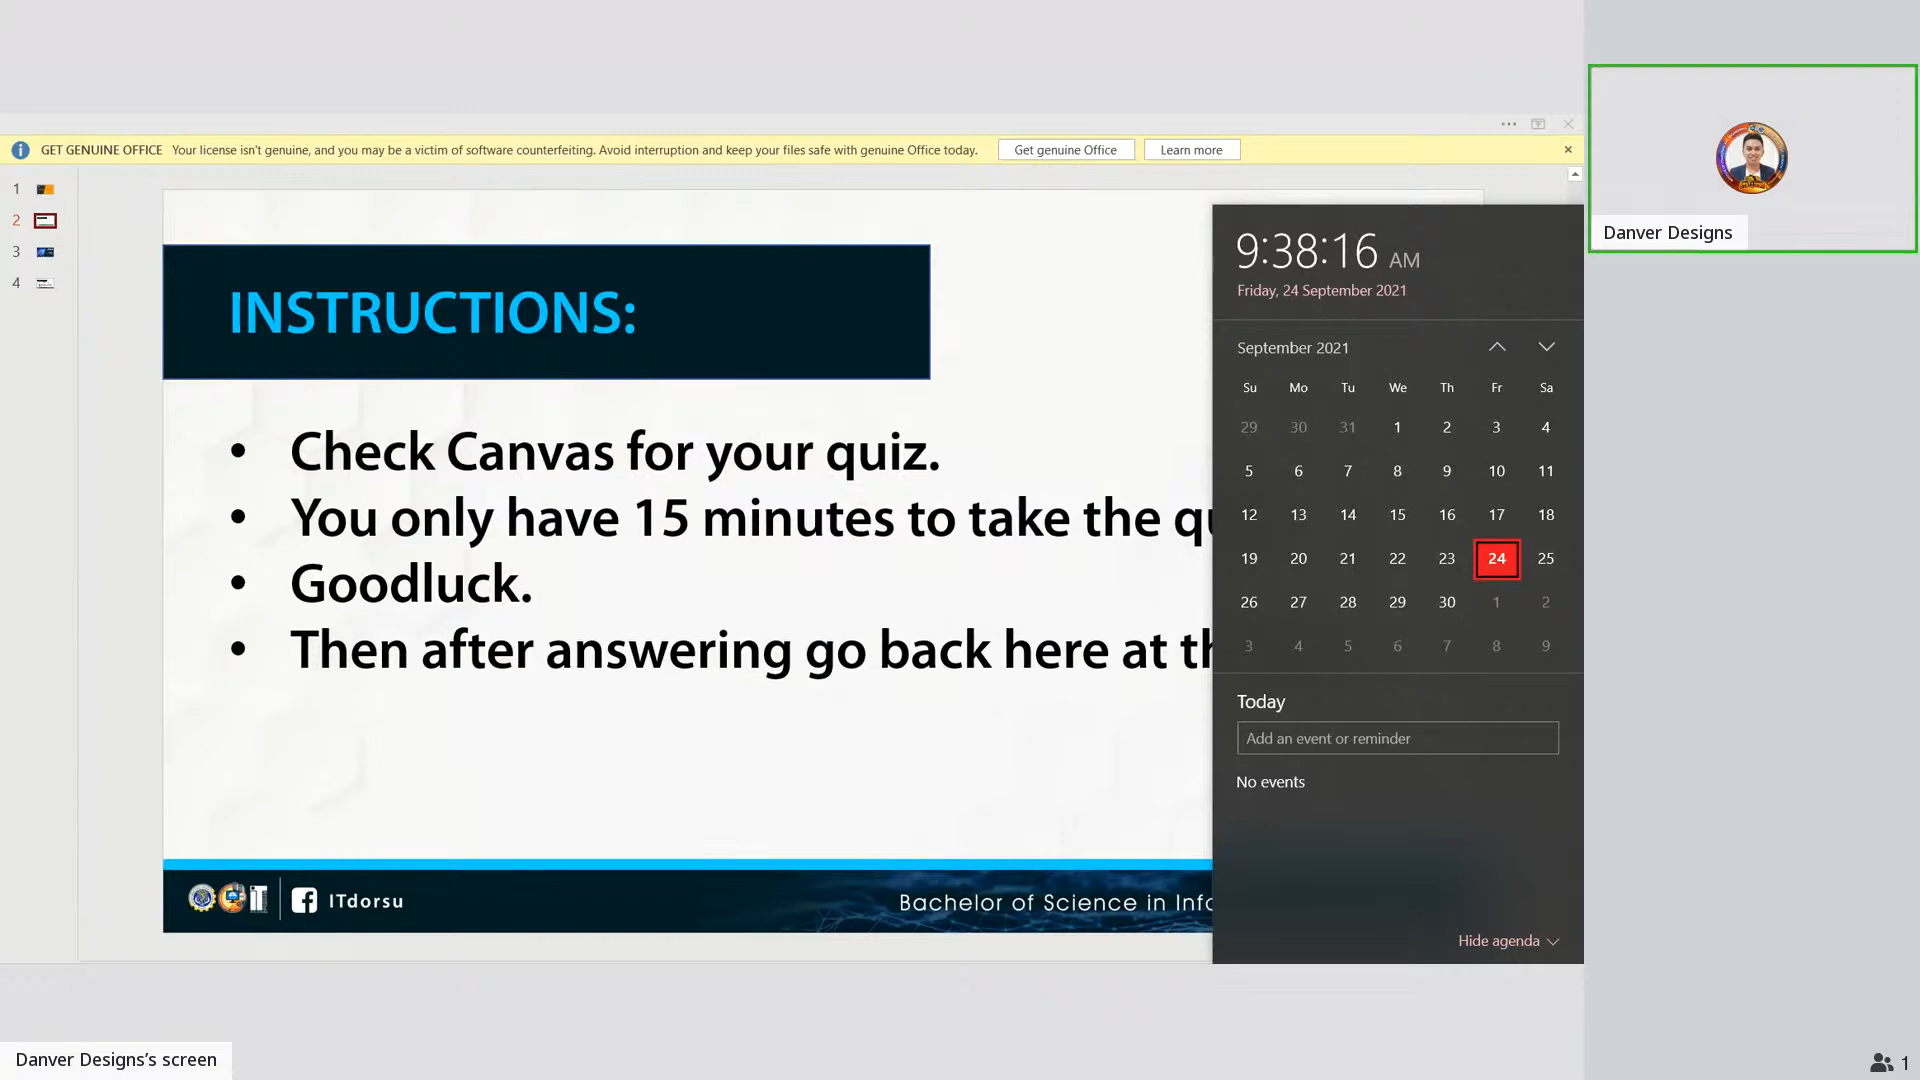 GET GENUINE OFFICE Your license isn't genuine, and you may be a victim of software counterfeiting. Avoid interruption and keep your files safe with genuine Office today. Get genuine Office Learn more
1
2
3
4
INSTRUCTIONS:
• Check Canvas for your quiz.
• You only have 15 minutes to take the
• Goodluck.
• Then after answering go back here at
ITdorsu
Bachelor of Science in
9:38:16 AM
Friday, 24 September 2021
September 2021
Su Mo Tu We Th Fr Sa
29 30 31 1 2 3 4
5 6 7 8 9 10 11
12 13 14 15 16 17 18
19 20 21 22 23 24 25
26 27 28 29 30 1 2
3 4 5 6 7 8 9
Today
Add an event or reminder
No events
Hide agenda
Danver Designs
Danver Designs's screen
1